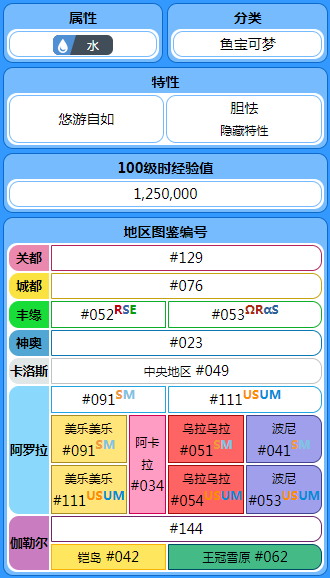 属性
分类
水
鱼宝可梦
特性
悠游自如
胆怯
隐藏特性
100级时经验值
1,250,000
地区图鉴编号
关都
#129
城都
#076
丰缘
#052RSE
#053ΩRαS
神奥
#023
卡洛斯
中央地区 #049
阿罗拉
#091SM
#111USUM
美乐美乐
#091SM
阿卡
拉
#034
乌拉乌拉
#051SM
波尼
#041SM
美乐美乐
#111USUM
乌拉乌拉
#054USUM
波尼
#053USUM
伽勒尔
#144
铠岛 #042
王冠雪原 #062